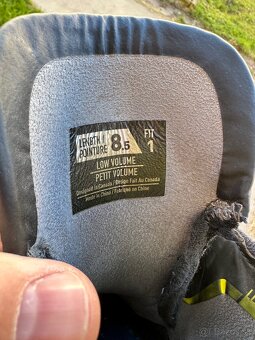 LENGTH / POINTURE 8.5 FIT 1
LOW VOLUME
PETIT VOLUME
Designed in Canada / Design Fait Au Canada
Made in China / Fabriqué en Chine